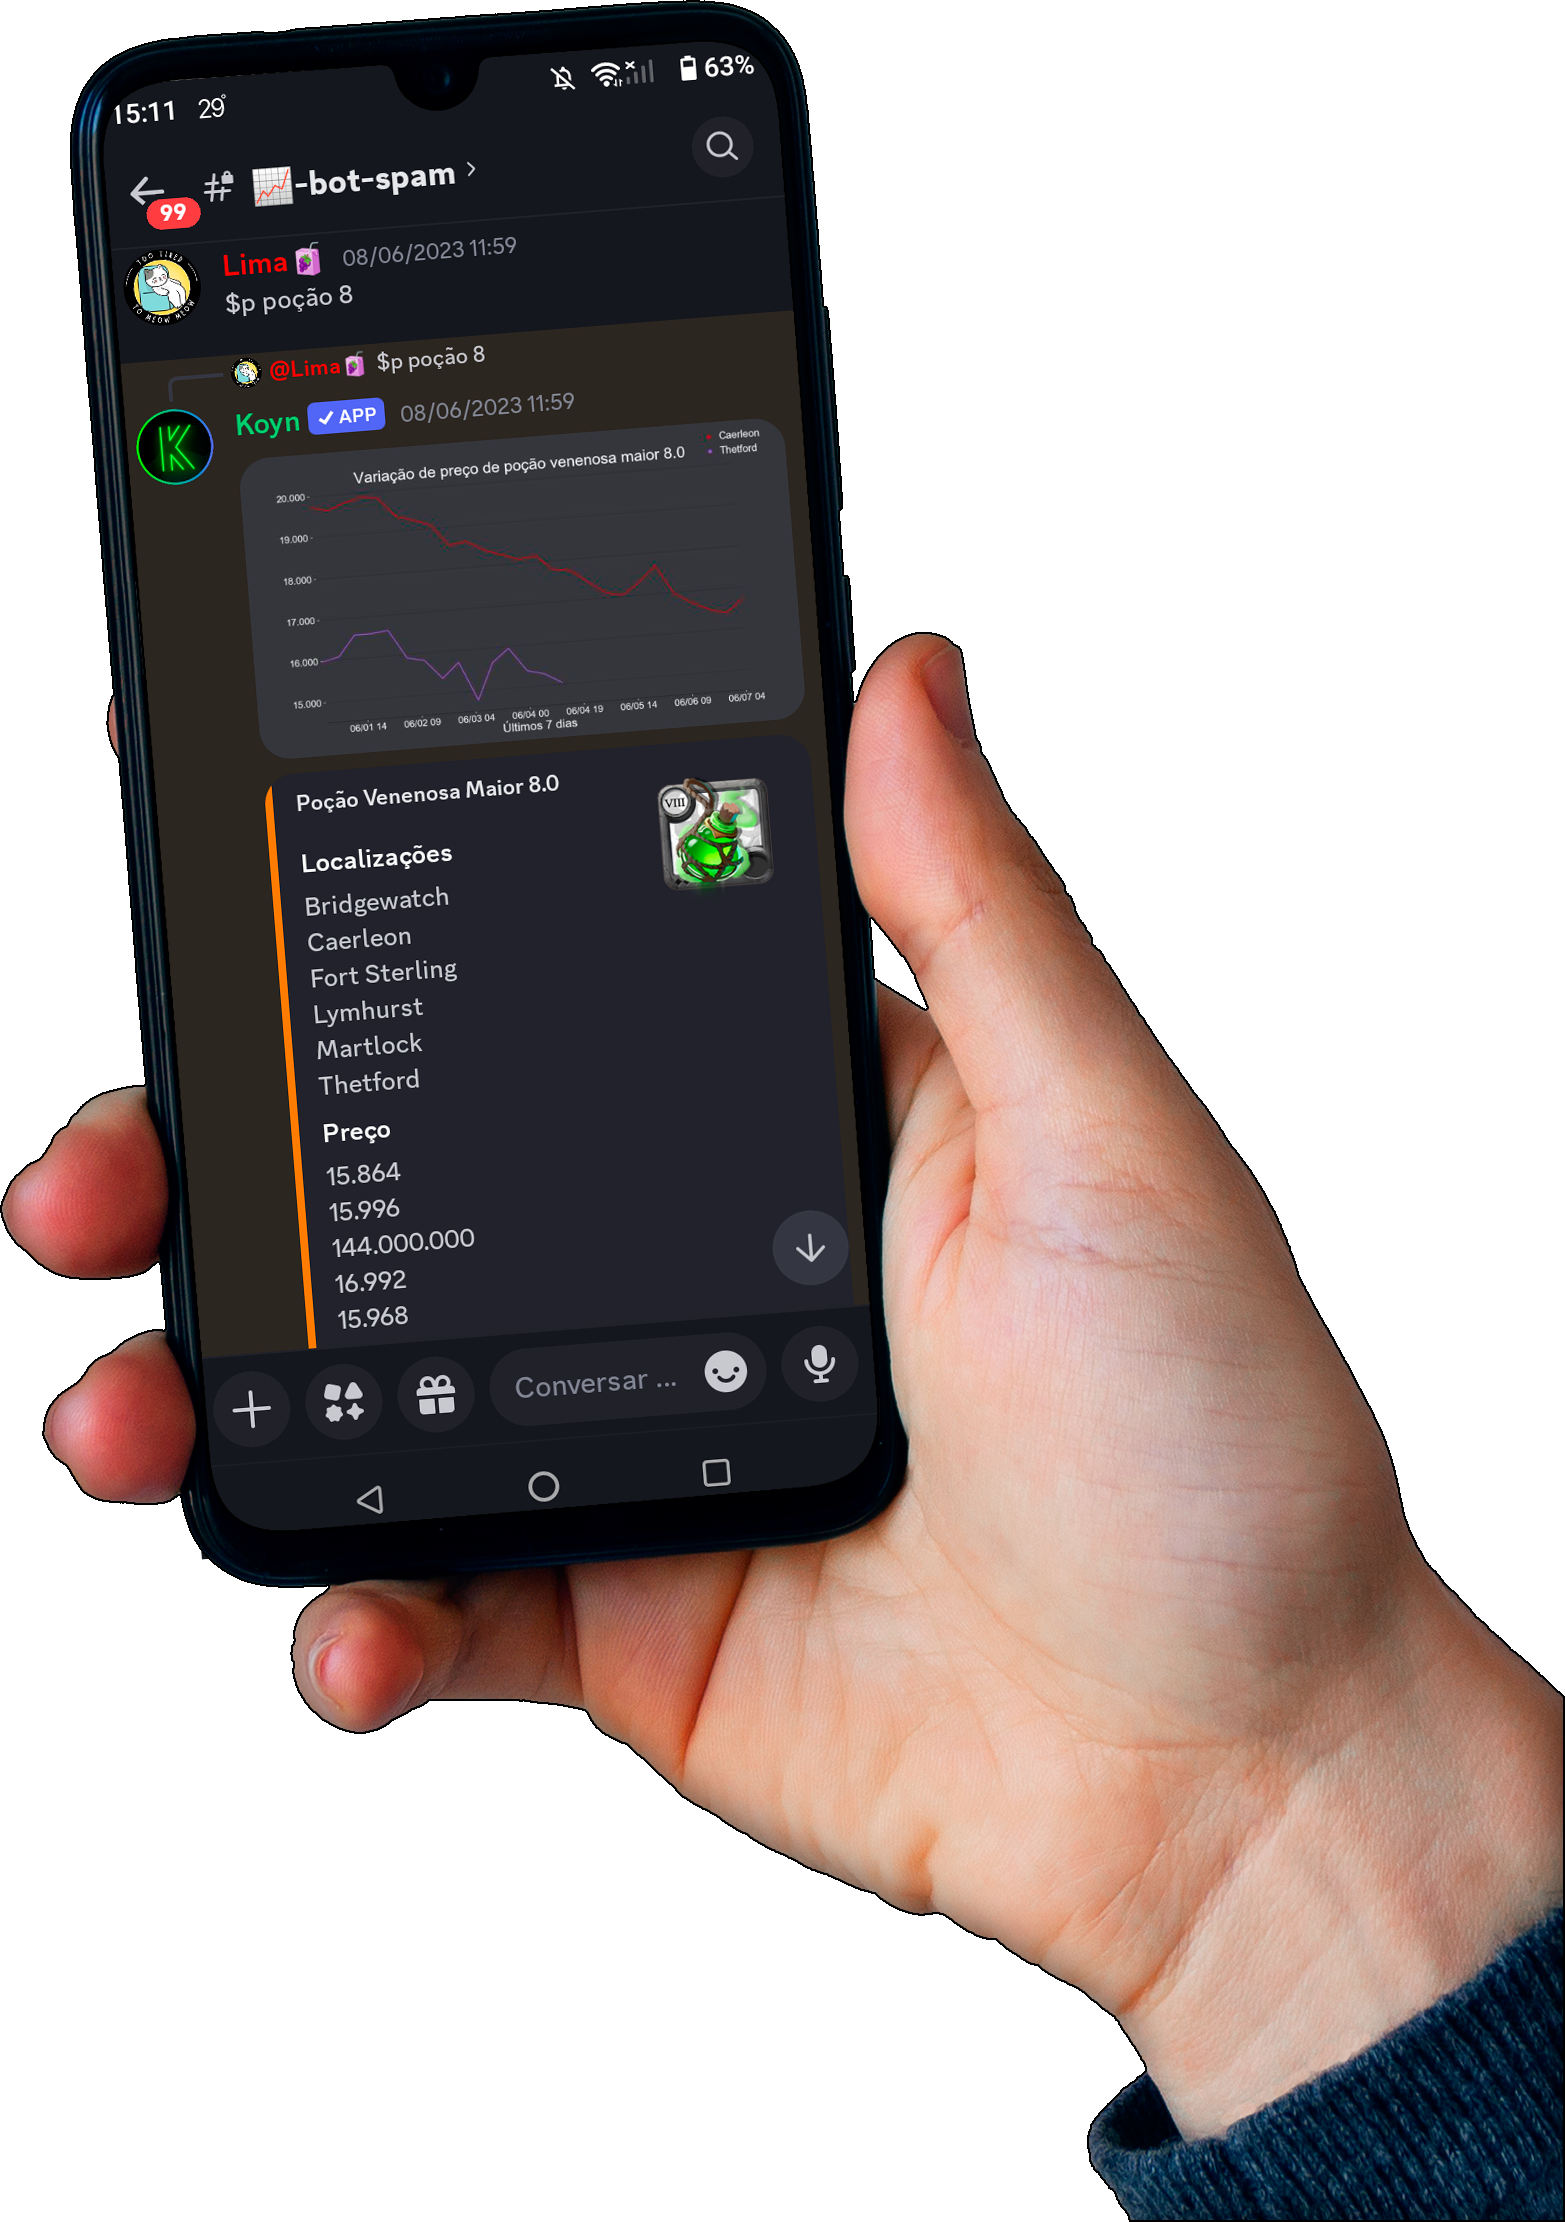 15:11 29° 63%
99
# 📈-bot-spam ›
TOO TIRED
TO MEOW MEOW
Lima 08/06/2023 11:59
$p poção 8
@Lima $p poção 8
K
Koyn ✓ APP 08/06/2023 11:59
Variação de preço de poção venenosa maior 8.0
Caerleon
Thetford
20.000
19.000
18.000
17.000
16.000
15.000
06/01 14 06/02 09 06/03 04 06/04 00 06/04 19 06/05 14 06/06 09 06/07 04
Últimos 7 dias
Poção Venenosa Maior 8.0
VIII
Localizações
Bridgewatch
Caerleon
Fort Sterling
Lymhurst
Martlock
Thetford
Preço
15.864
15.996
144.000.000
16.992
15.968
Conversar ...